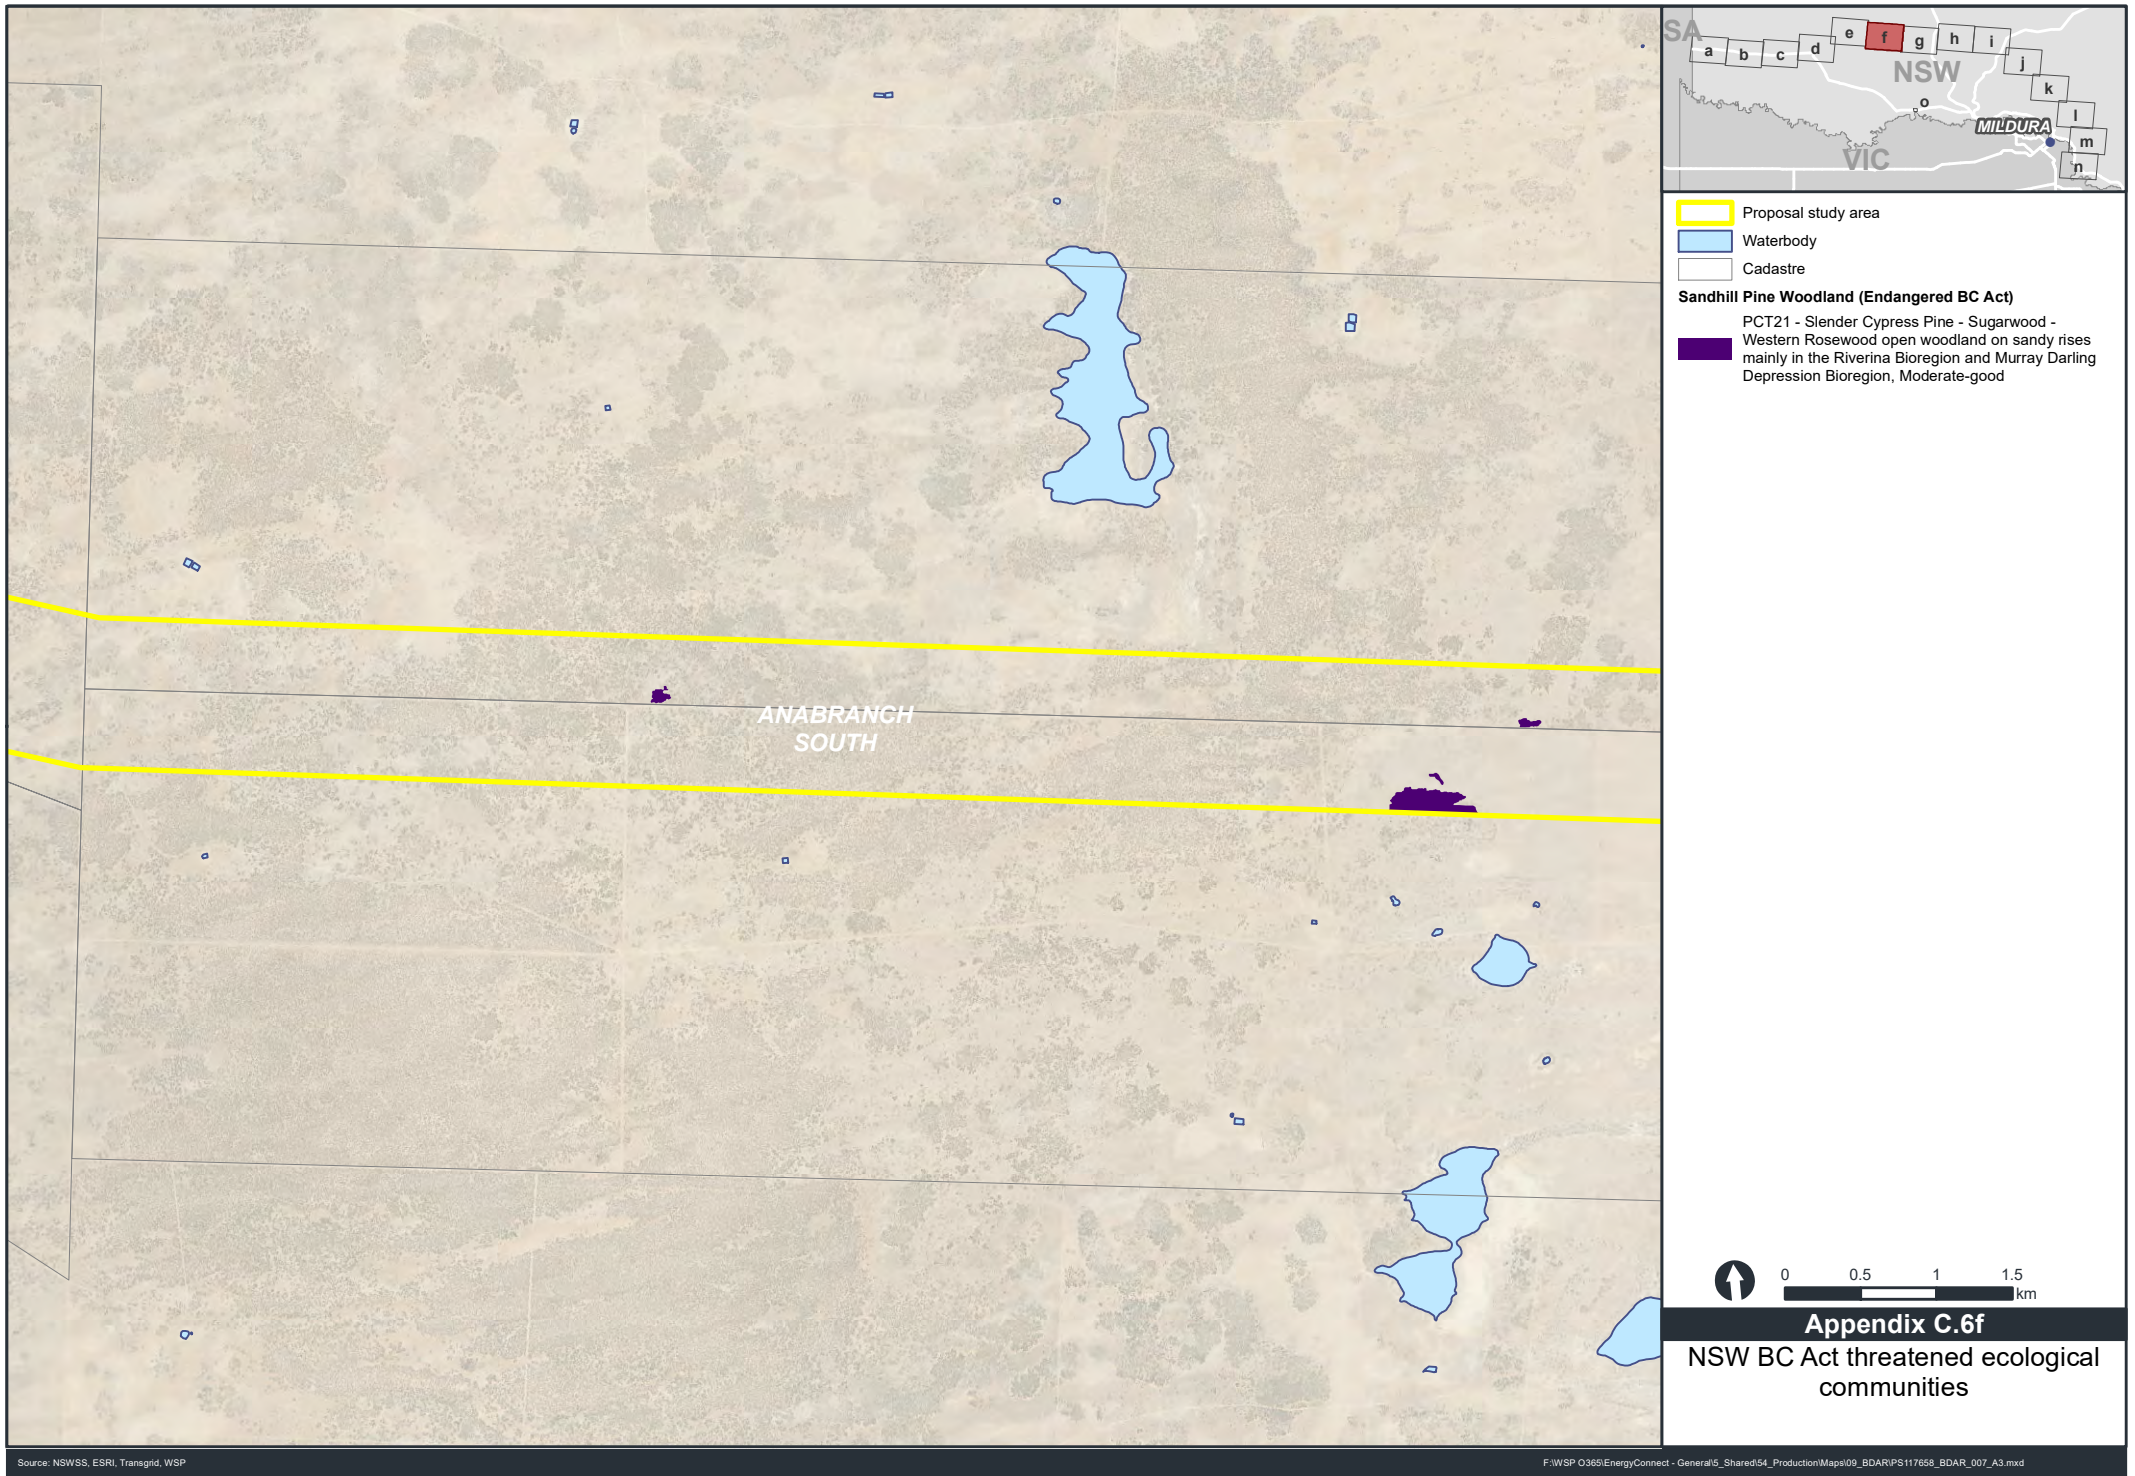 ANABRANCH
SOUTH
SA
NSW
VIC
MILDURA
a
b
c
d
e
f
g
h
i
j
k
l
m
n
o
Proposal study area
Waterbody
Cadastre
Sandhill Pine Woodland (Endangered BC Act)
PCT21 - Slender Cypress Pine - Sugarwood -
Western Rosewood open woodland on sandy rises
mainly in the Riverina Bioregion and Murray Darling
Depression Bioregion, Moderate-good
0 0.5 1 1.5
km
Appendix C.6f
NSW BC Act threatened ecological
communities
Source: NSWSS, ESRI, Transgrid, WSP
F:\WSP O365\EnergyConnect - General\5_Shared\54_Production\Maps\09_BDAR\PS117658_BDAR_007_A3.mxd